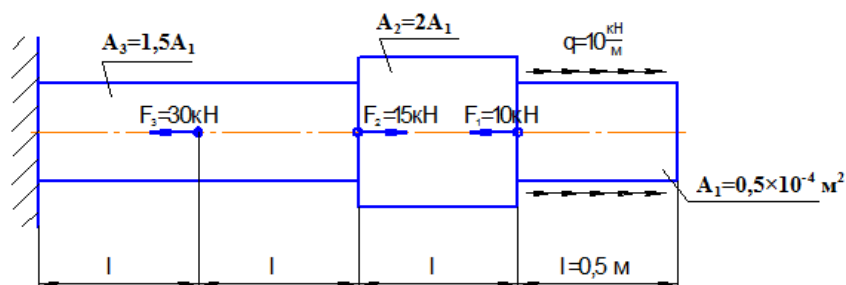 A₃=1,5A₁
A₂=2A₁
q=10 кН/м
F₃=30кН
F₂=15кН
F₁=10кН
A₁=0,5×10⁻⁴ м²
l
l
l
l=0,5 м